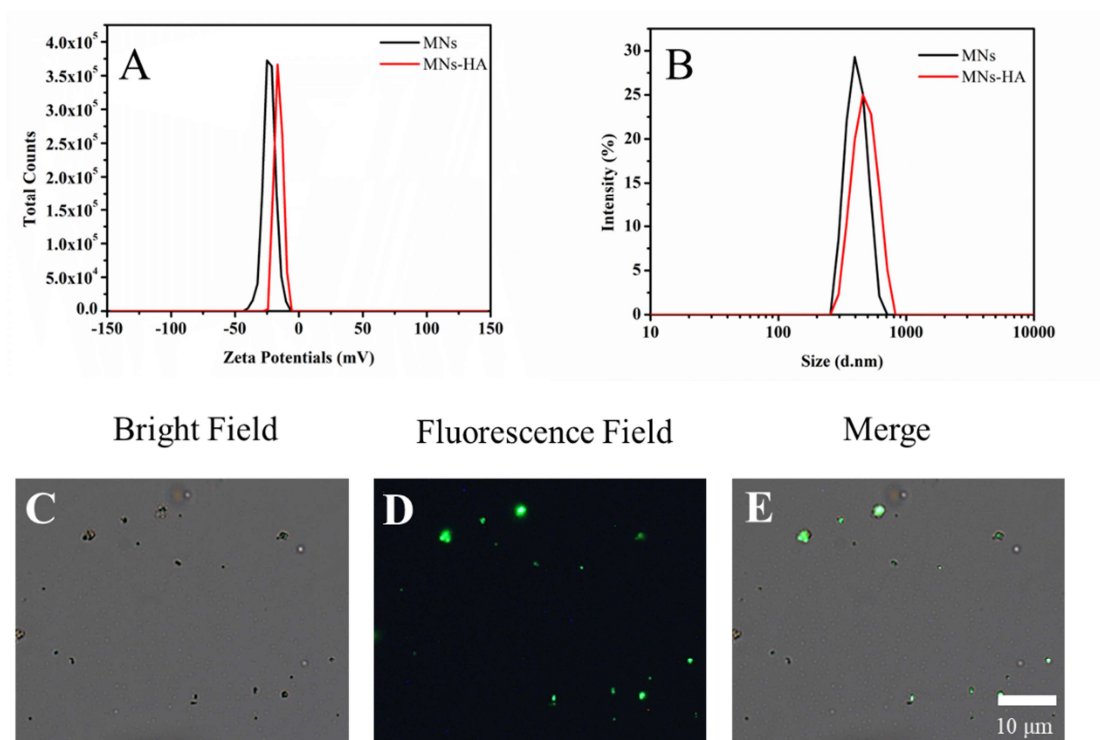 A
MNs
MNs-HA
Total Counts
4.0x10⁵
3.5x10⁵
3.0x10⁵
2.5x10⁵
2.0x10⁵
1.5x10⁵
1.0x10⁵
5.0x10⁴
0.0
-150 -100 -50 0 50 100 150
Zeta Potentials (mV)
B
MNs
MNs-HA
Intensity (%)
30
25
20
15
10
5
0
10 100 1000 10000
Size (d.nm)
Bright Field Fluorescence Field Merge
C D E
10 μm